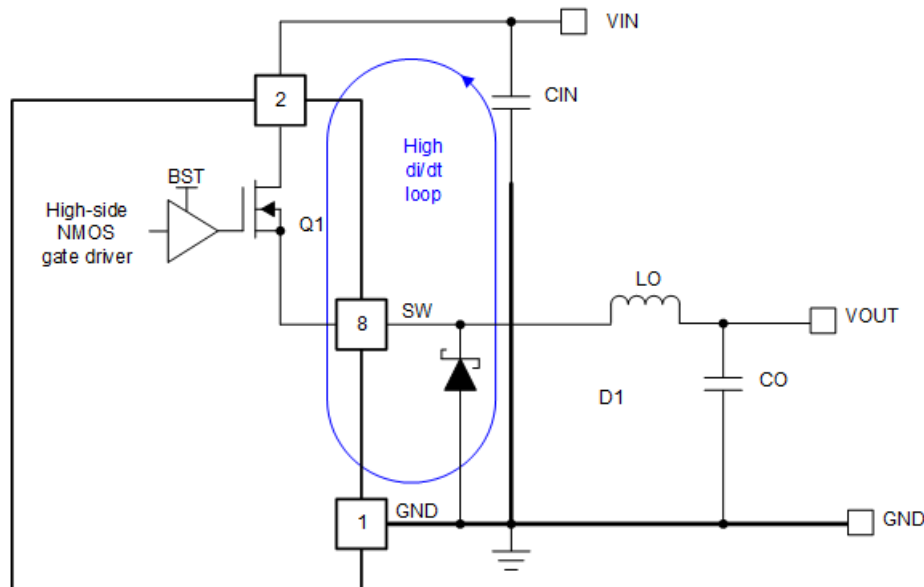 VIN
2
CIN
High
di/dt
loop
BST
High-side
NMOS
gate driver
Q1
LO
8
SW
VOUT
D1
CO
1
GND
GND